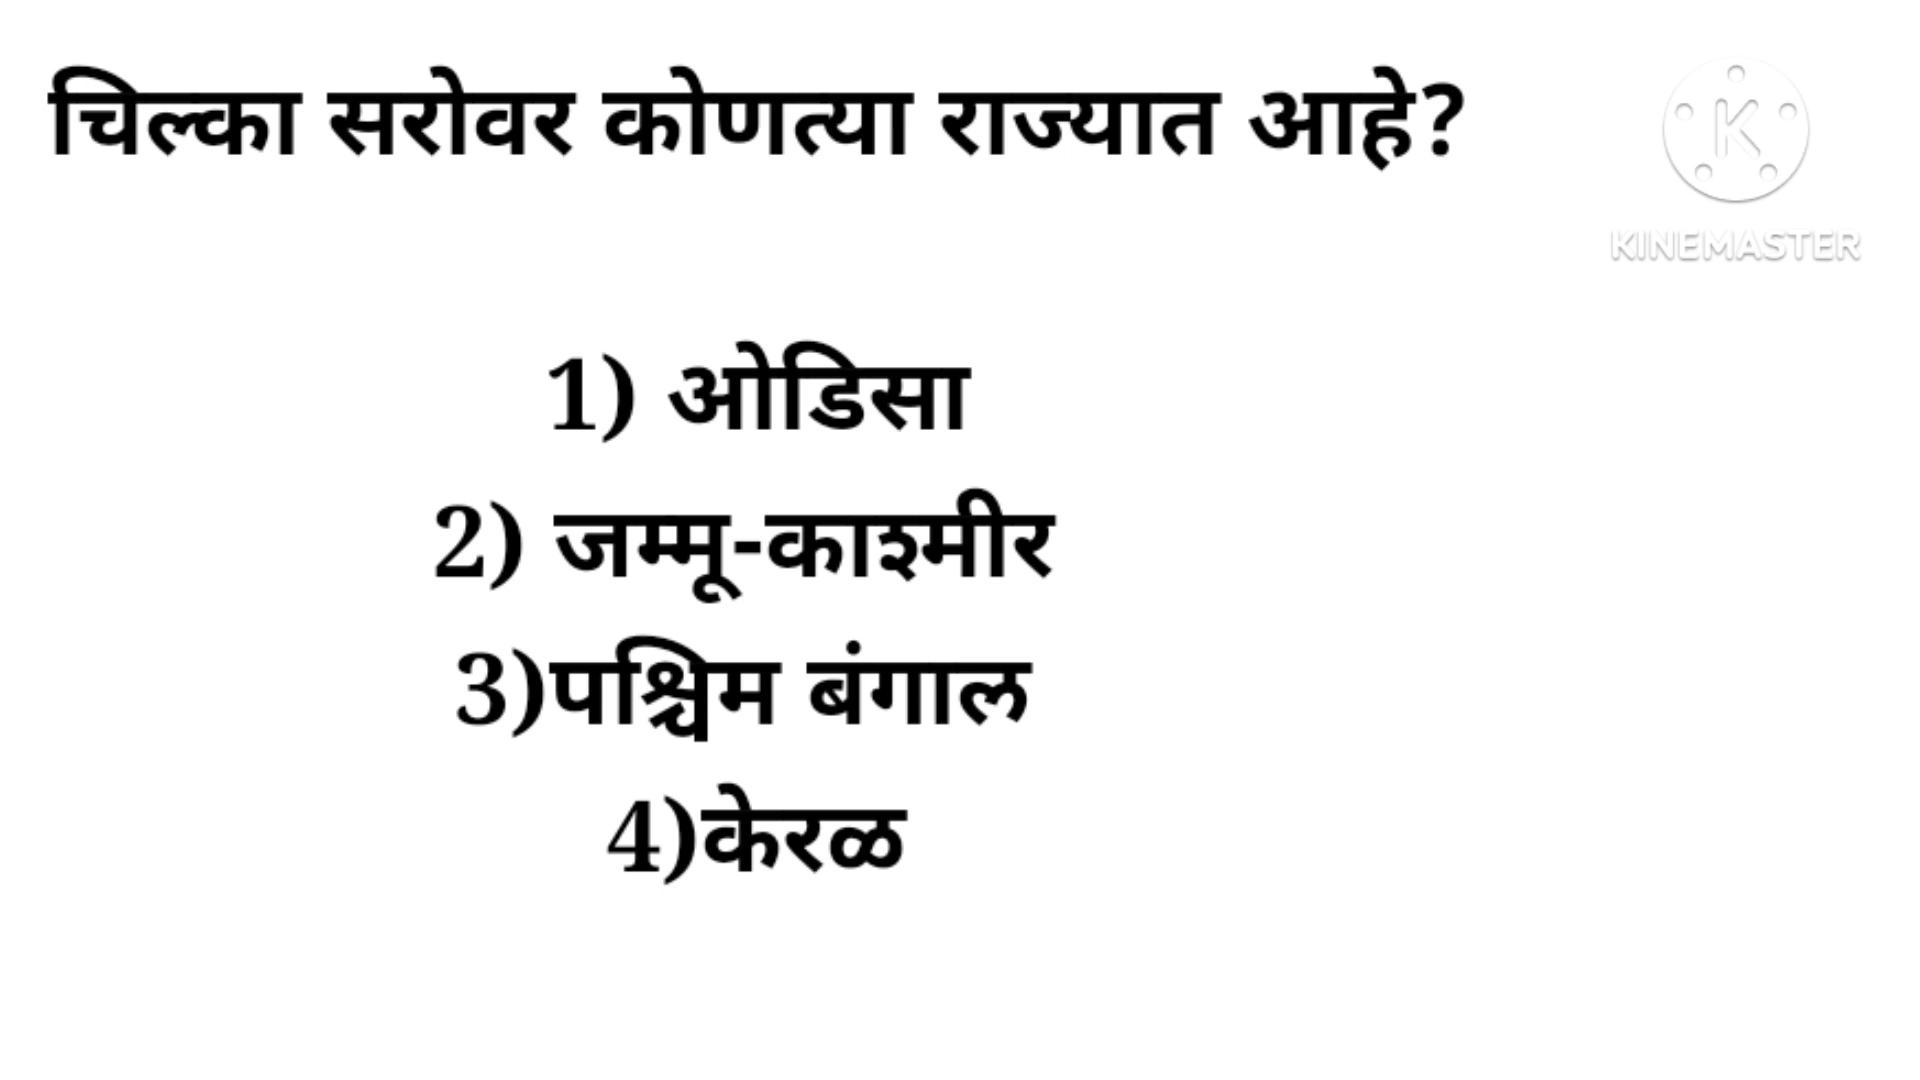 चिल्का सरोवर कोणत्या राज्यात आहे?
K
KINEMASTER
1) ओडिसा
2) जम्मू-काश्मीर
3)पश्चिम बंगाल
4)केरळ